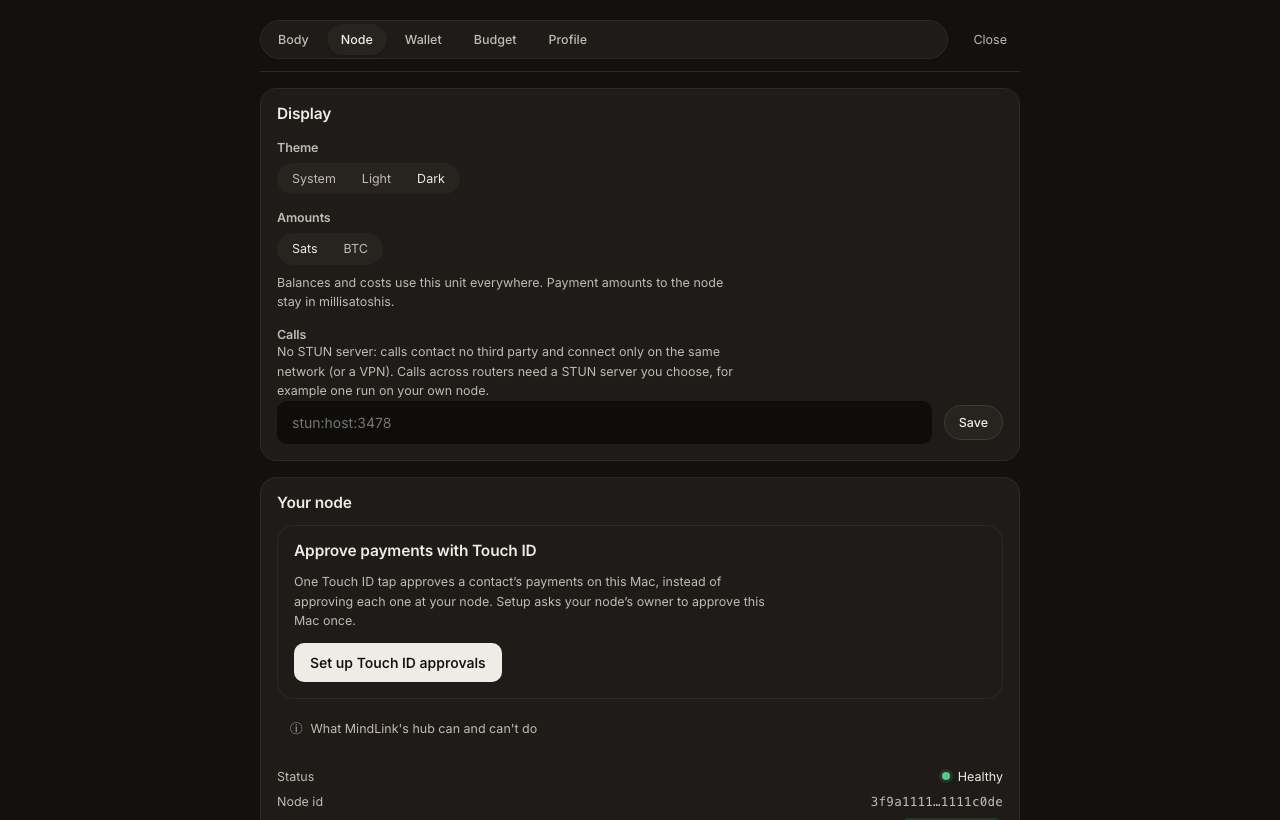 Body Node Wallet Budget Profile Close
Display
Theme
System Light Dark
Amounts
Sats BTC
Balances and costs use this unit everywhere. Payment amounts to the node
stay in millisatoshis.
Calls
No STUN server: calls contact no third party and connect only on the same
network (or a VPN). Calls across routers need a STUN server you choose, for
example one run on your own node.
stun:host:3478 Save
Your node
Approve payments with Touch ID
One Touch ID tap approves a contact’s payments on this Mac, instead of
approving each one at your node. Setup asks your node’s owner to approve this
Mac once.
Set up Touch ID approvals
ⓘ What MindLink's hub can and can't do
Status Healthy
Node id 3f9a1111…1111c0de